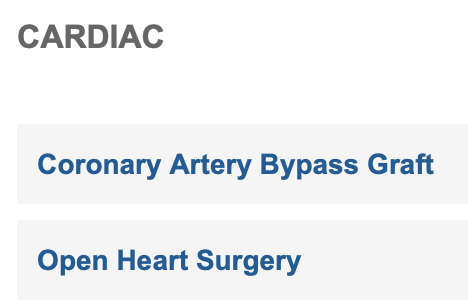 CARDIAC
Coronary Artery Bypass Graft
Open Heart Surgery